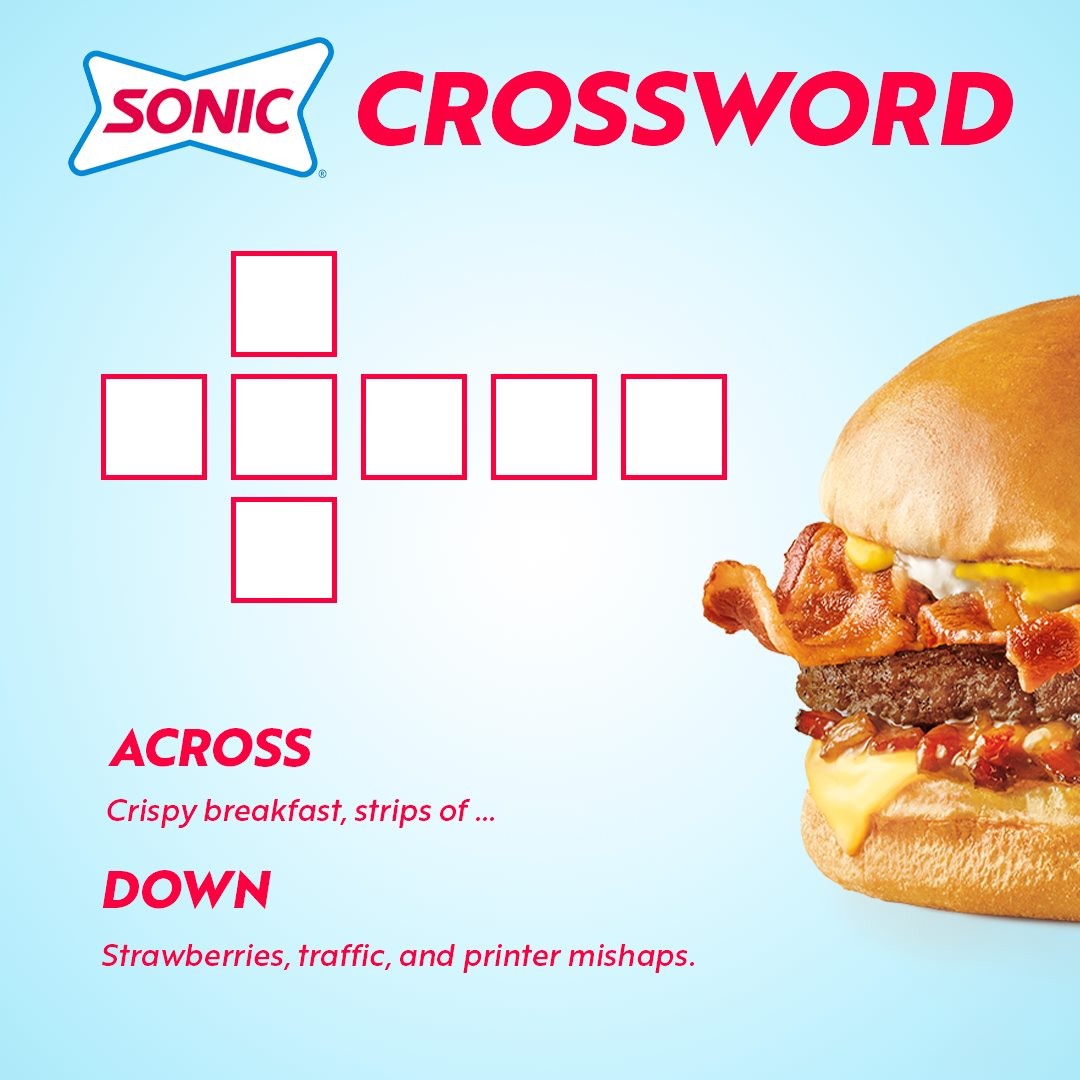 SONIC® CROSSWORD
ACROSS
Crispy breakfast, strips of ...
DOWN
Strawberries, traffic, and printer mishaps.